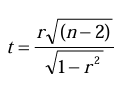 t = r√(n−2) / √1−r²